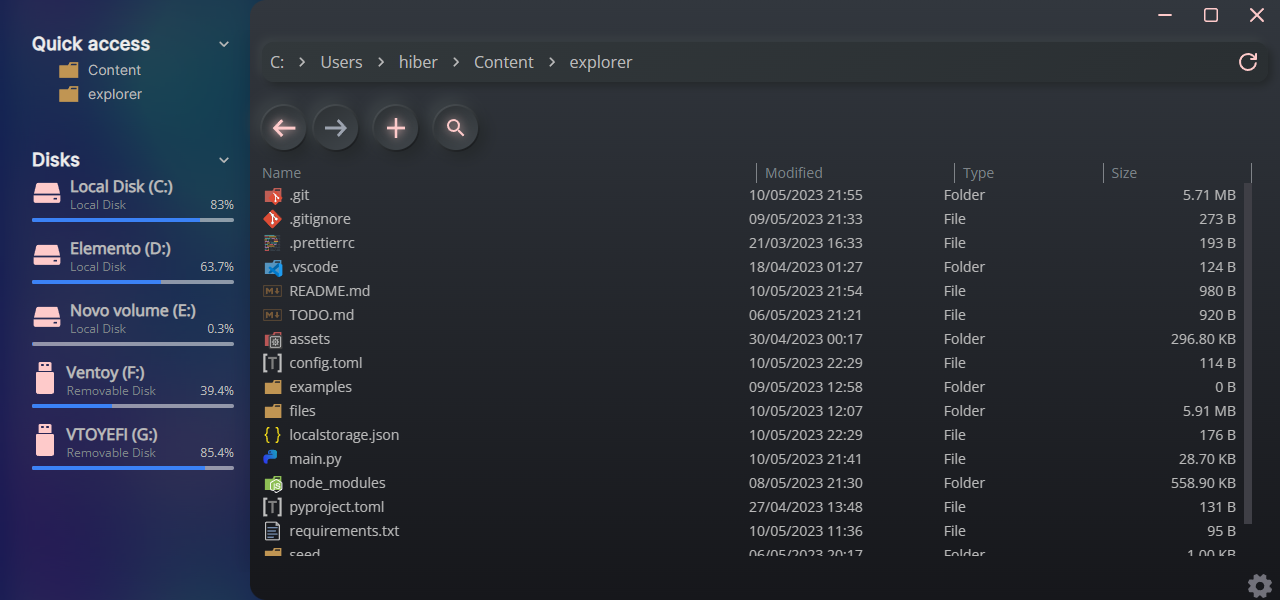 Quick access
Content
explorer
Disks
Local Disk (C:)
Local Disk 83%
Elemento (D:)
Local Disk 63.7%
Novo volume (E:)
Local Disk 0.3%
Ventoy (F:)
Removable Disk 39.4%
VTOYEFI (G:)
Removable Disk 85.4%
C: > Users > hiber > Content > explorer
Name Modified Type Size
.git 10/05/2023 21:55 Folder 5.71 MB
.gitignore 09/05/2023 21:33 File 273 B
.prettierrc 21/03/2023 16:33 File 193 B
.vscode 18/04/2023 01:27 Folder 124 B
README.md 10/05/2023 21:54 File 980 B
TODO.md 06/05/2023 21:21 File 920 B
assets 30/04/2023 00:17 Folder 296.80 KB
config.toml 10/05/2023 22:29 File 114 B
examples 09/05/2023 12:58 Folder 0 B
files 10/05/2023 12:07 Folder 5.91 MB
localstorage.json 10/05/2023 22:29 File 176 B
main.py 10/05/2023 21:41 File 28.70 KB
node_modules 08/05/2023 21:30 Folder 558.90 KB
pyproject.toml 27/04/2023 13:48 File 131 B
requirements.txt 10/05/2023 11:36 File 95 B
seed 06/05/2023 20:17 Folder 1.00 KB